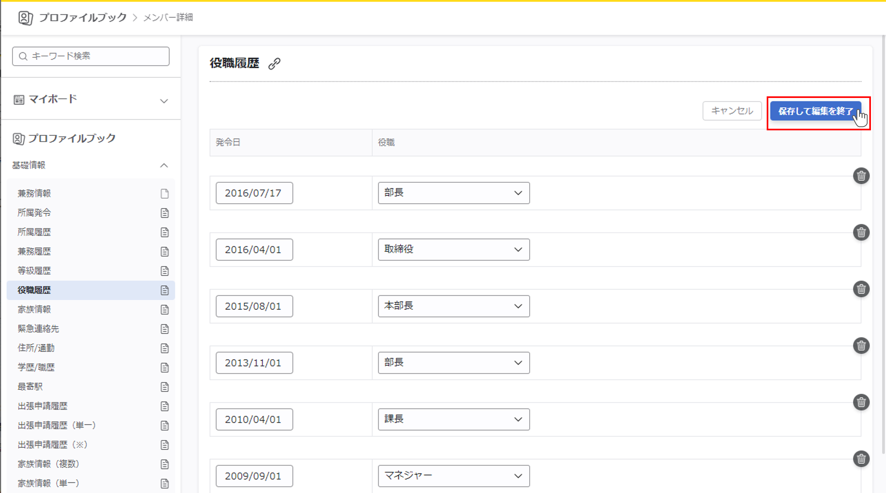 プロファイルブック > メンバー詳細
キーワード検索
マイボード
プロファイルブック
基礎情報
兼務情報
所属発令
所属履歴
兼務履歴
等級履歴
役職履歴
家族情報
緊急連絡先
住所/通勤
学歴/職歴
最寄駅
出張申請履歴
出張申請履歴（単一）
出張申請履歴（※）
家族情報（複数）
家族情報（単一）
役職履歴
キャンセル 保存して編集を終了
発令日 役職
2016/07/17 部長
2016/04/01 取締役
2015/08/01 本部長
2013/11/01 部長
2010/04/01 課長
2009/09/01 マネジャー